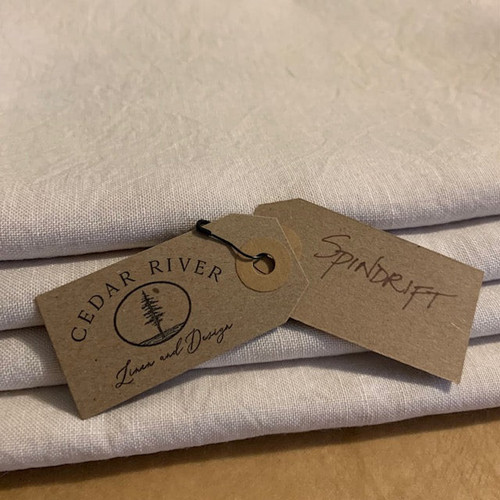 CEDAR RIVER
Linen and Design
SPINDRIFT